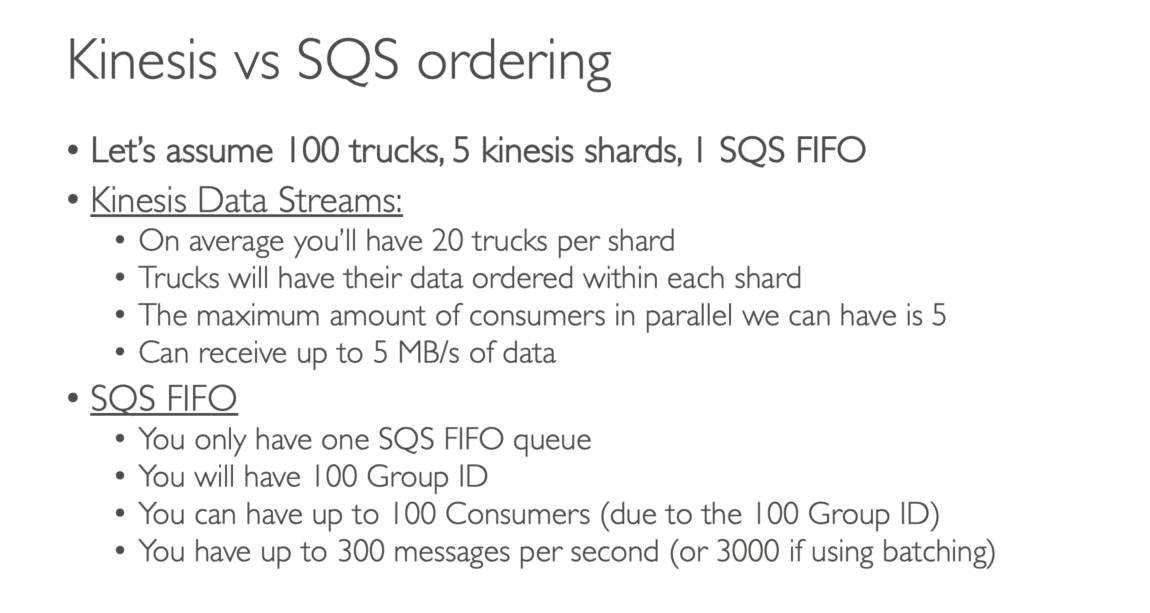 Kinesis vs SQS ordering
• Let's assume 100 trucks, 5 kinesis shards, 1 SQS FIFO
• Kinesis Data Streams:
• On average you'll have 20 trucks per shard
• Trucks will have their data ordered within each shard
• The maximum amount of consumers in parallel we can have is 5
• Can receive up to 5 MB/s of data
• SQS FIFO
• You only have one SQS FIFO queue
• You will have 100 Group ID
• You can have up to 100 Consumers (due to the 100 Group ID)
• You have up to 300 messages per second (or 3000 if using batching)